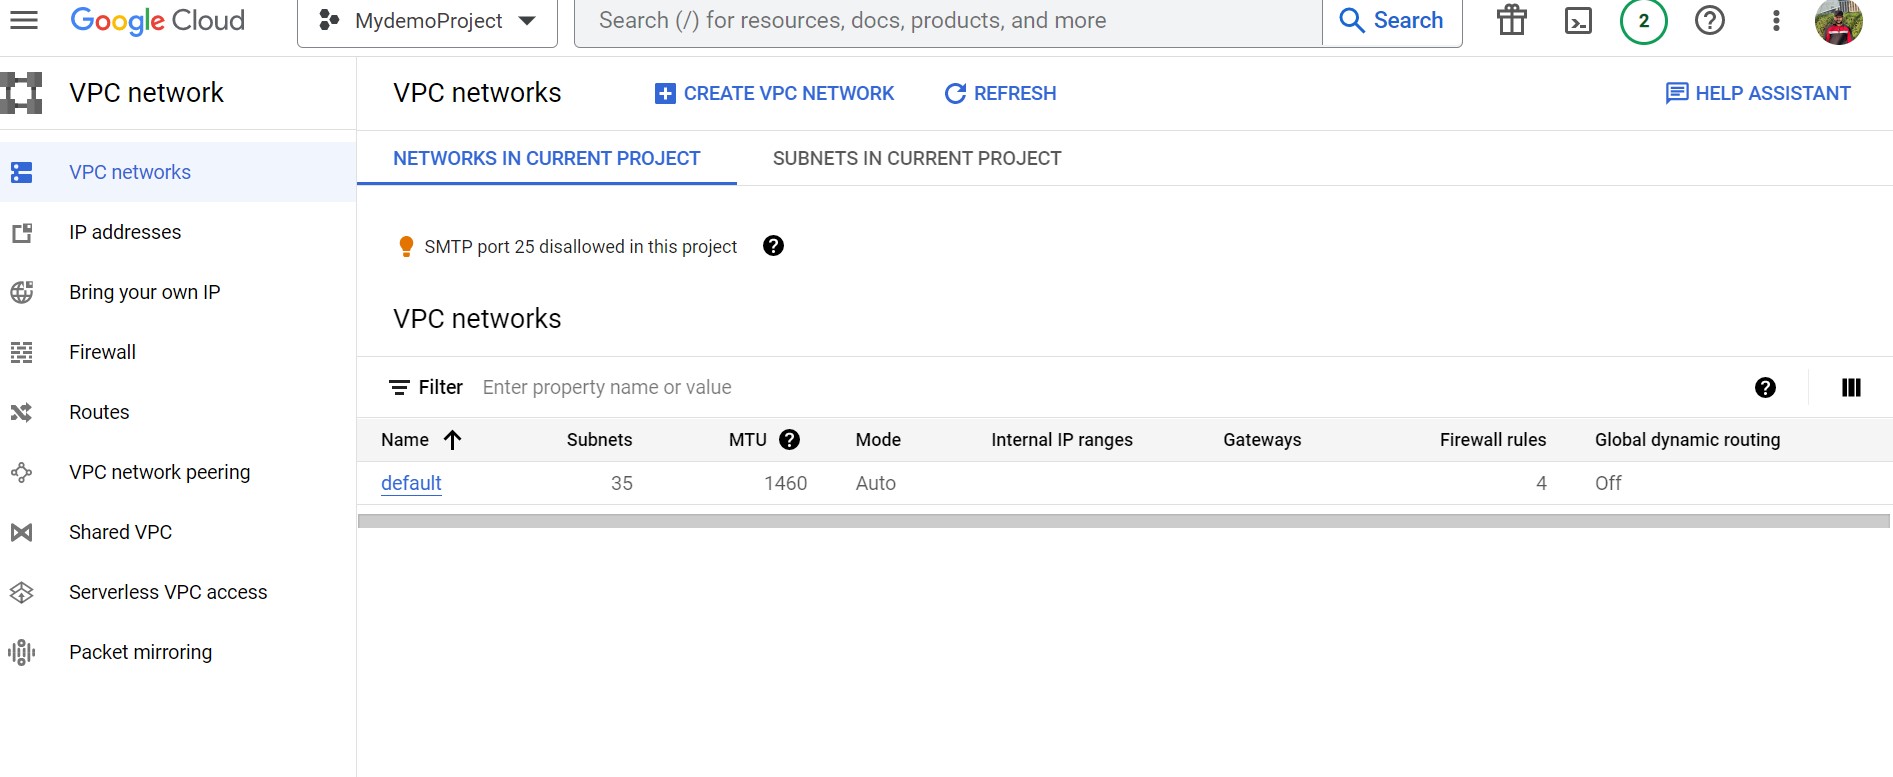 Google Cloud
MydemoProject
Search (/) for resources, docs, products, and more
Search
2
VPC network
VPC networks
IP addresses
Bring your own IP
Firewall
Routes
VPC network peering
Shared VPC
Serverless VPC access
Packet mirroring
VPC networks
CREATE VPC NETWORK
REFRESH
HELP ASSISTANT
NETWORKS IN CURRENT PROJECT
SUBNETS IN CURRENT PROJECT
SMTP port 25 disallowed in this project
VPC networks
Filter Enter property name or value
Name Subnets MTU Mode Internal IP ranges Gateways Firewall rules Global dynamic routing
default 35 1460 Auto 4 Off